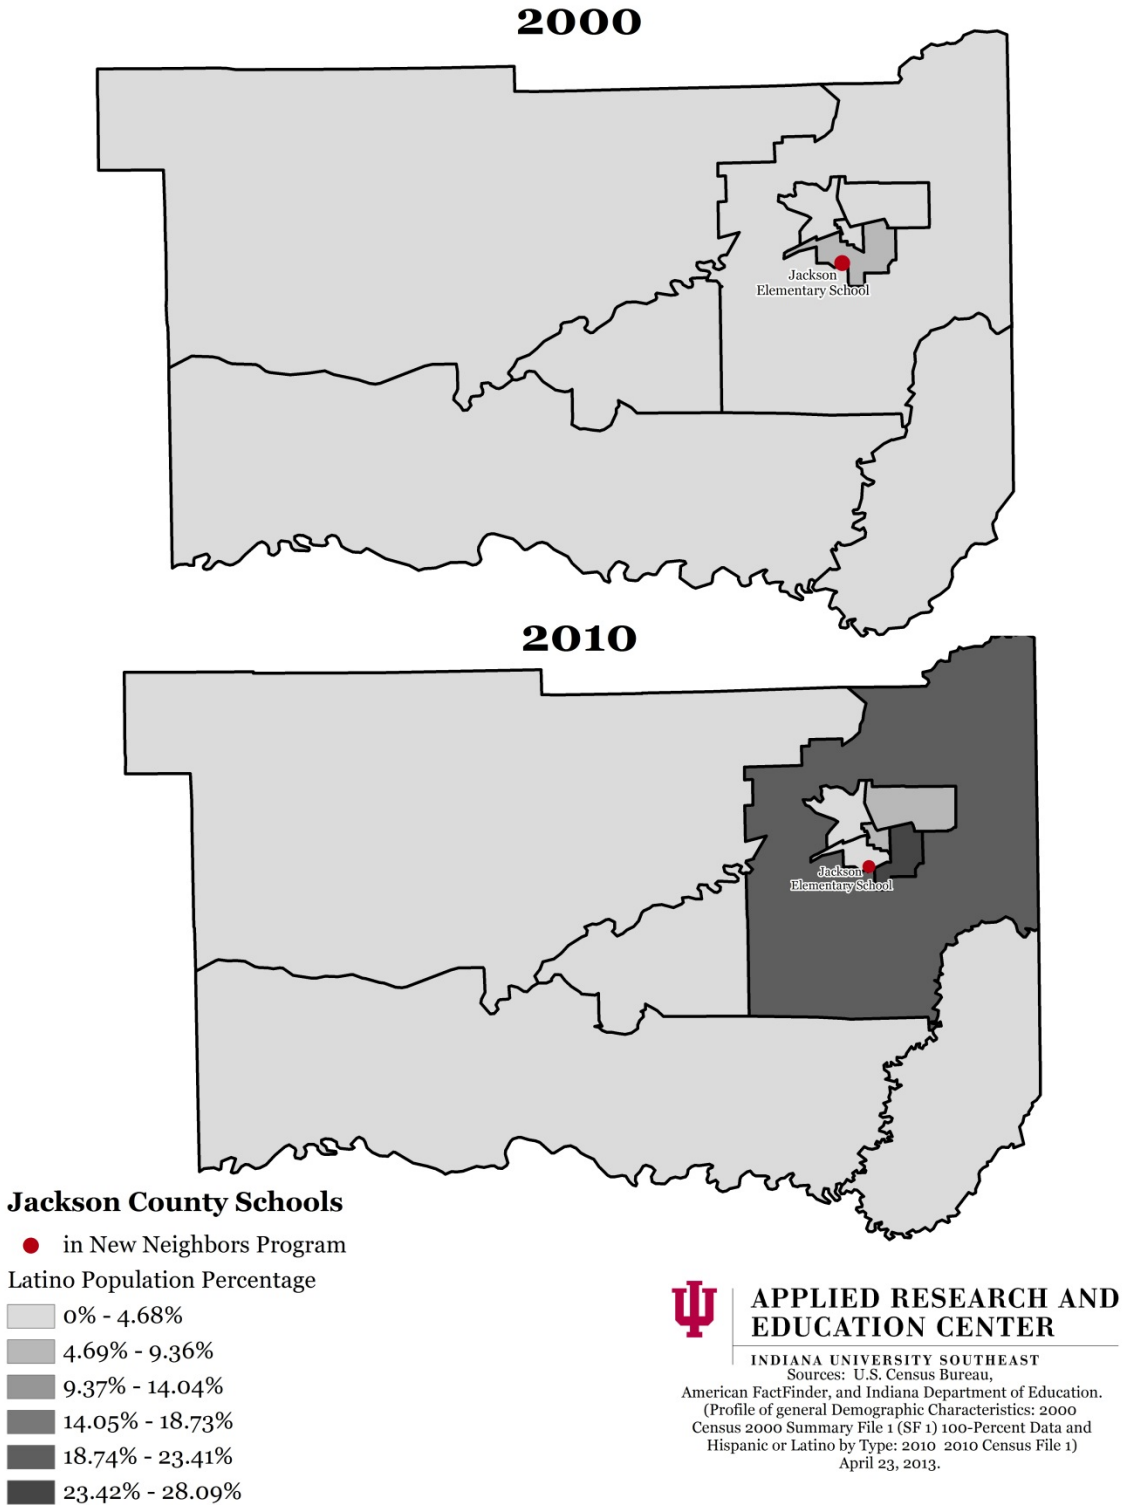 2000
Jackson
Elementary School
2010
Jackson
Elementary School
Jackson County Schools
in New Neighbors Program
Latino Population Percentage
0% - 4.68%
4.69% - 9.36%
9.37% - 14.04%
14.05% - 18.73%
18.74% - 23.41%
23.42% - 28.09%
APPLIED RESEARCH AND
EDUCATION CENTER
INDIANA UNIVERSITY SOUTHEAST
Sources:  U.S. Census Bureau,
American FactFinder, and Indiana Department of Education.
(Profile of general Demographic Characteristics: 2000
Census 2000 Summary File 1 (SF 1) 100-Percent Data and
Hispanic or Latino by Type: 2010  2010 Census File 1)
April 23, 2013.